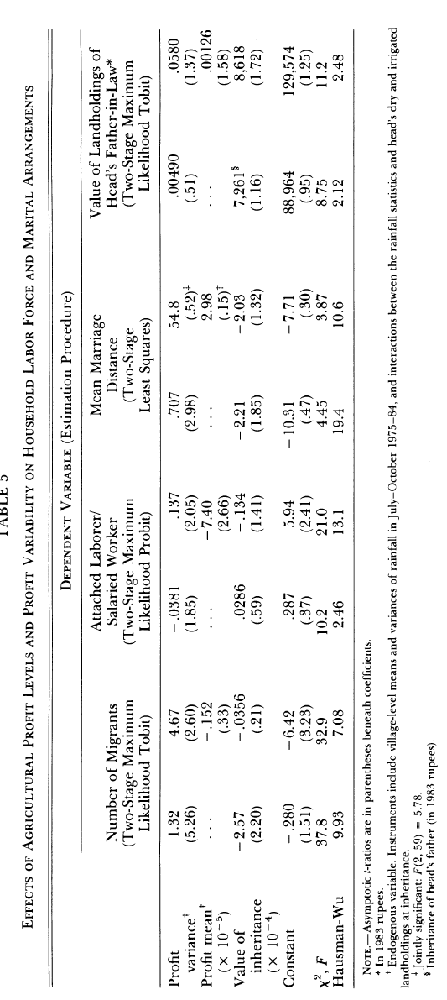 TABLE 5
EFFECTS OF AGRICULTURAL PROFIT LEVELS AND PROFIT VARIABILITY ON HOUSEHOLD LABOR FORCE AND MARITAL ARRANGEMENTS
DEPENDENT VARIABLE (Estimation Procedure)
Number of Migrants (Two-Stage Maximum Likelihood Tobit)
Attached Laborer/ Salaried Worker (Two-Stage Maximum Likelihood Probit)
Mean Marriage Distance (Two-Stage Least Squares)
Value of Landholdings of Head's Father-in-Law* (Two-Stage Maximum Likelihood Tobit)
Profit 1.32 4.67 -.0381 .137 .707 54.8 .00490 -.0580
variance† (5.26) (2.60) (1.85) (2.05) (2.98) (.52)‡ (.51) (1.37)
Profit mean† ... -.152 ... -7.40 ... 2.98 ... .00126
(× 10⁻⁵) (.33) (2.66) (.15)‡ (1.58)
Value of -2.57 -.0356 .0286 -.134 -2.21 -2.03 7,261§ 8,618
inheritance (2.20) (.21) (.59) (1.41) (1.85) (1.32) (1.16) (1.72)
(× 10⁻⁴)
Constant -.280 -6.42 .287 5.94 -10.31 -7.71 88,964 129,574
(1.51) (3.23) (.37) (2.41) (.47) (.30) (.95) (1.25)
χ², F 37.8 32.9 10.2 21.0 4.45 3.87 8.75 11.2
Hausman-Wu 9.93 7.08 2.46 13.1 19.4 10.6 2.12 2.48
NOTE.—Asymptotic t-ratios are in parentheses beneath coefficients.
* In 1983 rupees.
† Endogenous variable. Instruments include village-level means and variances of rainfall in July–October 1975–84, and interactions between the rainfall statistics and head's dry and irrigated
landholdings at inheritance.
‡ Jointly significant: F(2, 59) = 5.78.
§ Inheritance of head's father (in 1983 rupees).